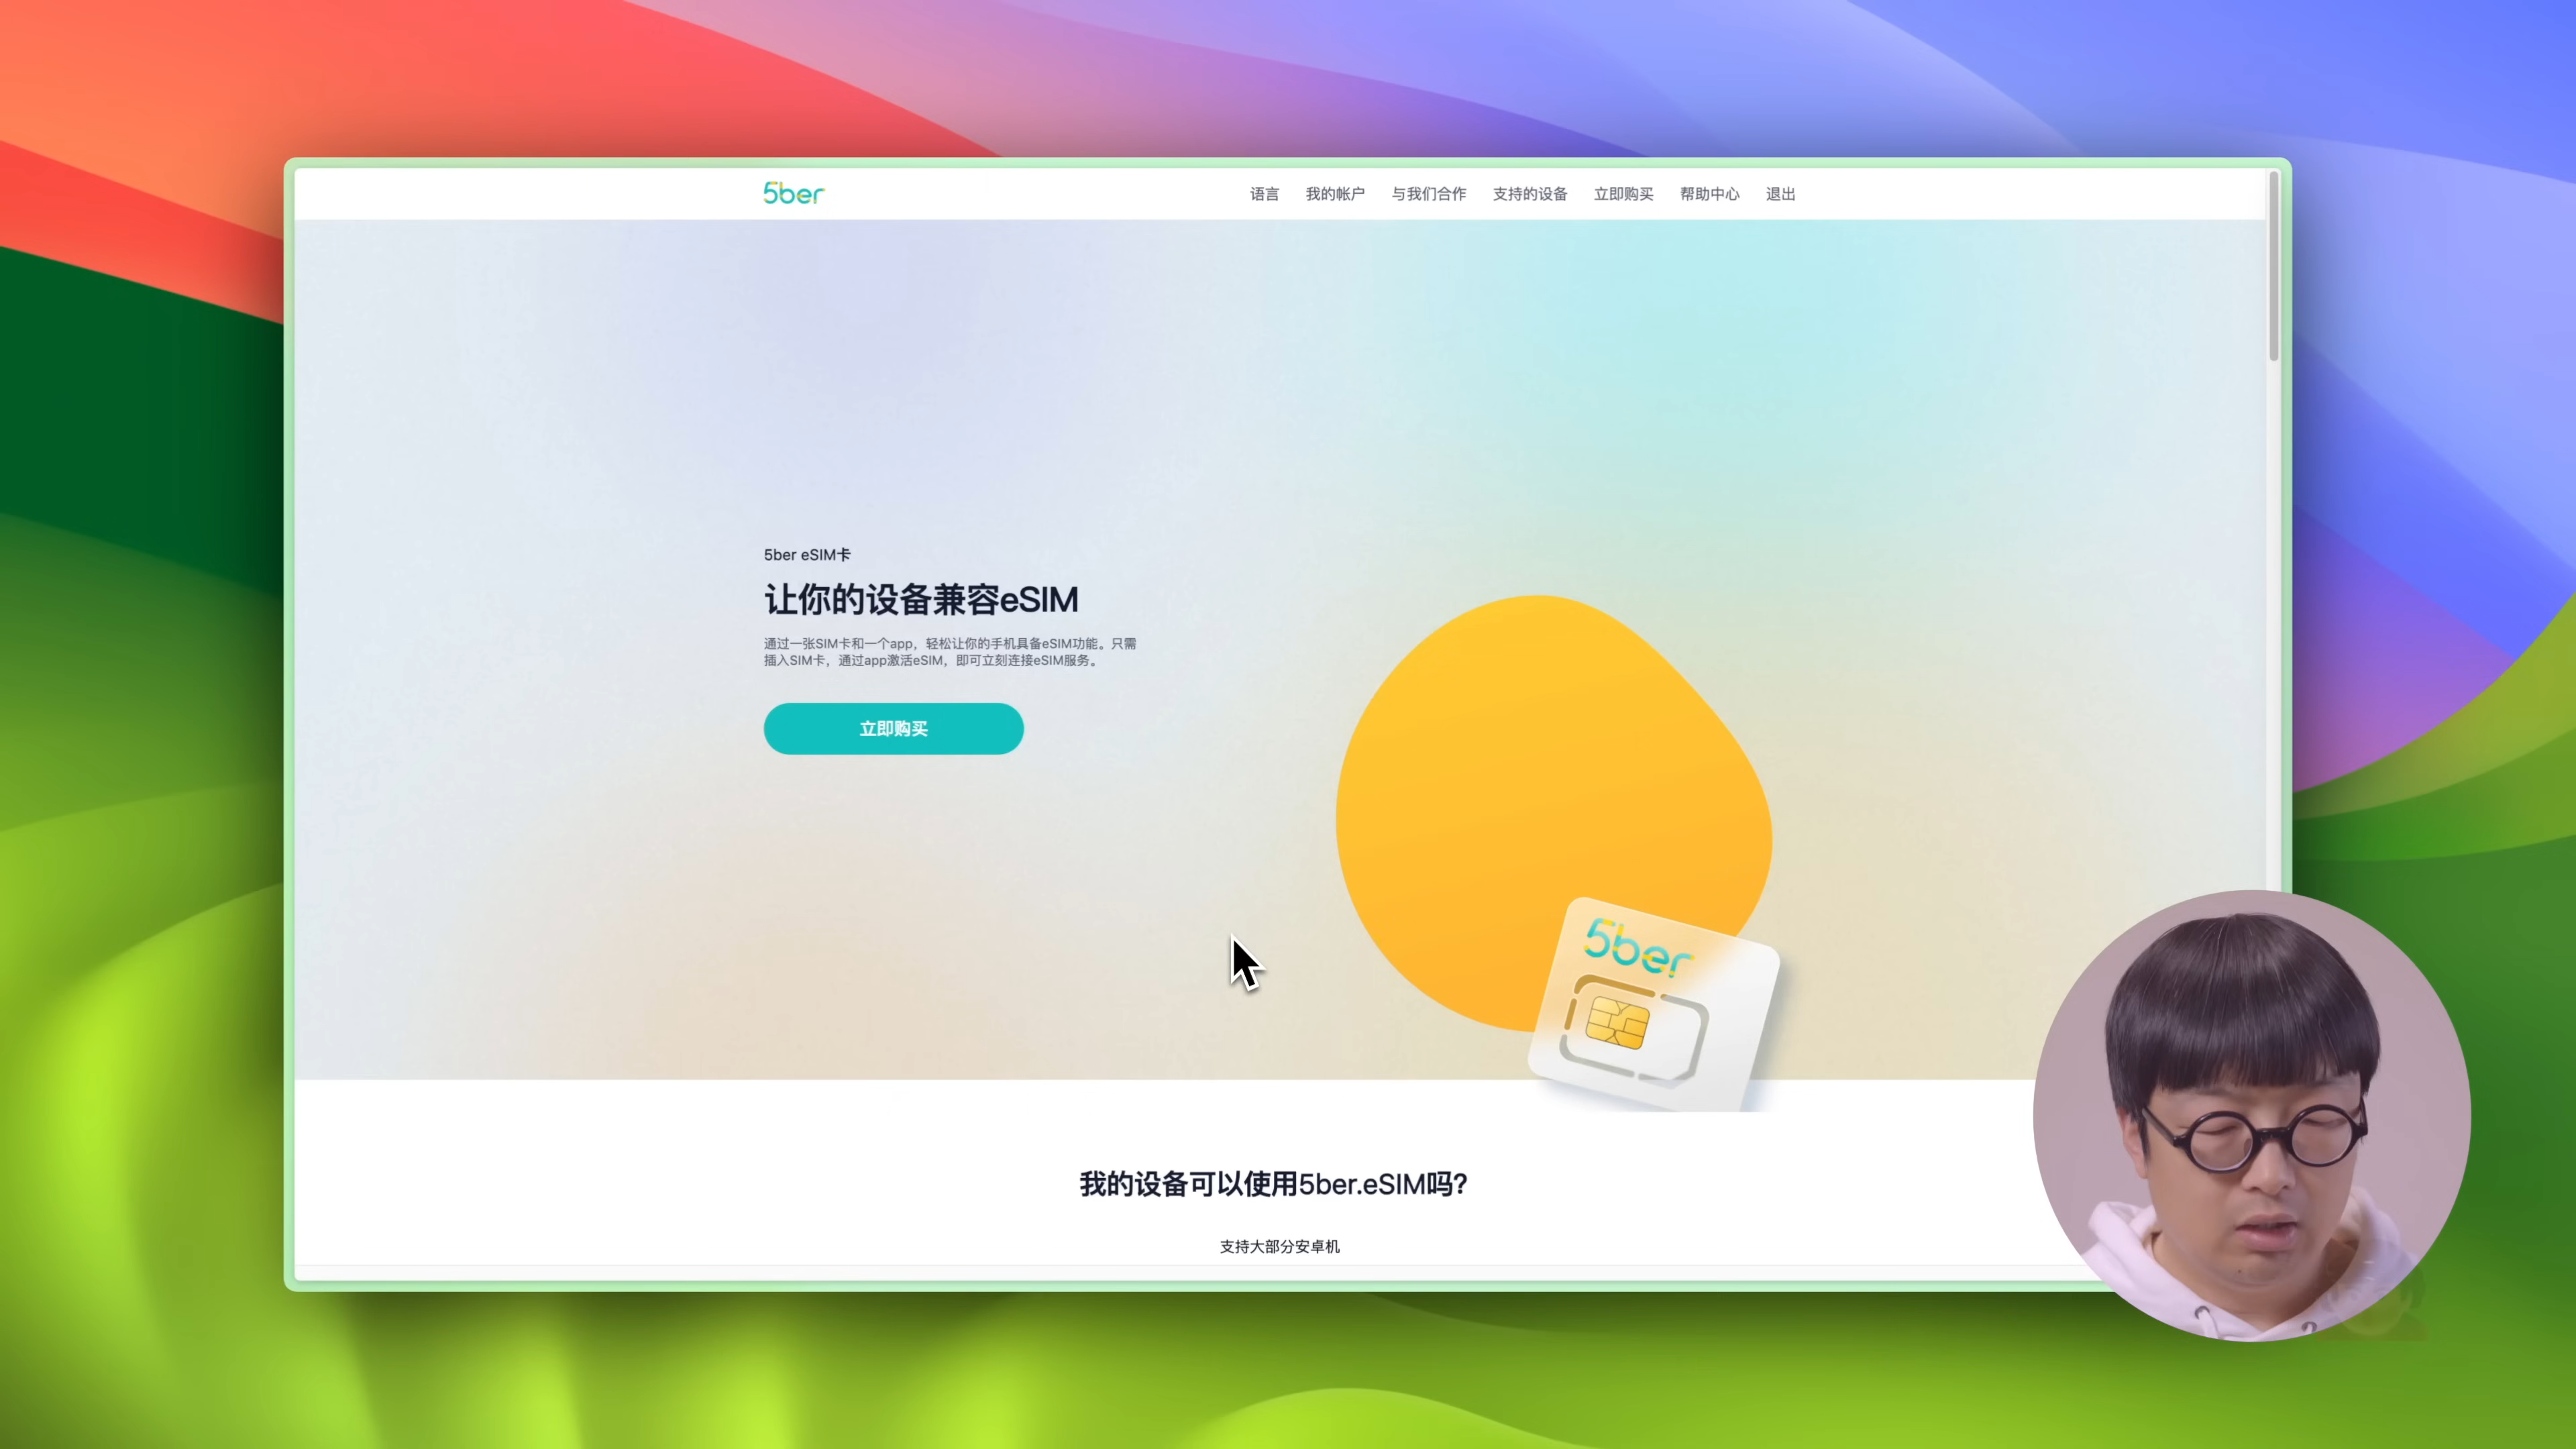 5ber
语言 我的帐户 与我们合作 支持的设备 立即购买 帮助中心 退出
5ber eSIM卡
让你的设备兼容eSIM
通过一张SIM卡和一个app，轻松让你的手机具备eSIM功能。只需
插入SIM卡，通过app激活eSIM，即可立刻连接eSIM服务。
立即购买
5ber
我的设备可以使用5ber.eSIM吗?
支持大部分安卓机